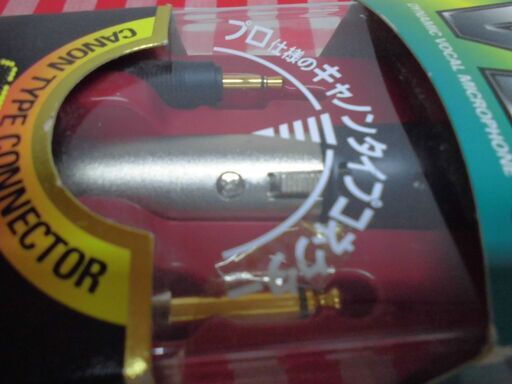 CANON TYPE CONNECTOR
プロ仕様のキャノンタイプコネクター
DYNAMIC VOCAL MICROPHONE